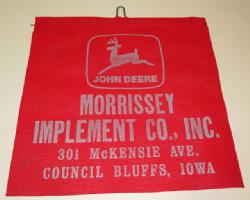 JOHN DEERE
MORRISSEY
IMPLEMENT CO., INC.
301 McKENSIE AVE.
COUNCIL BLUFFS, IOWA